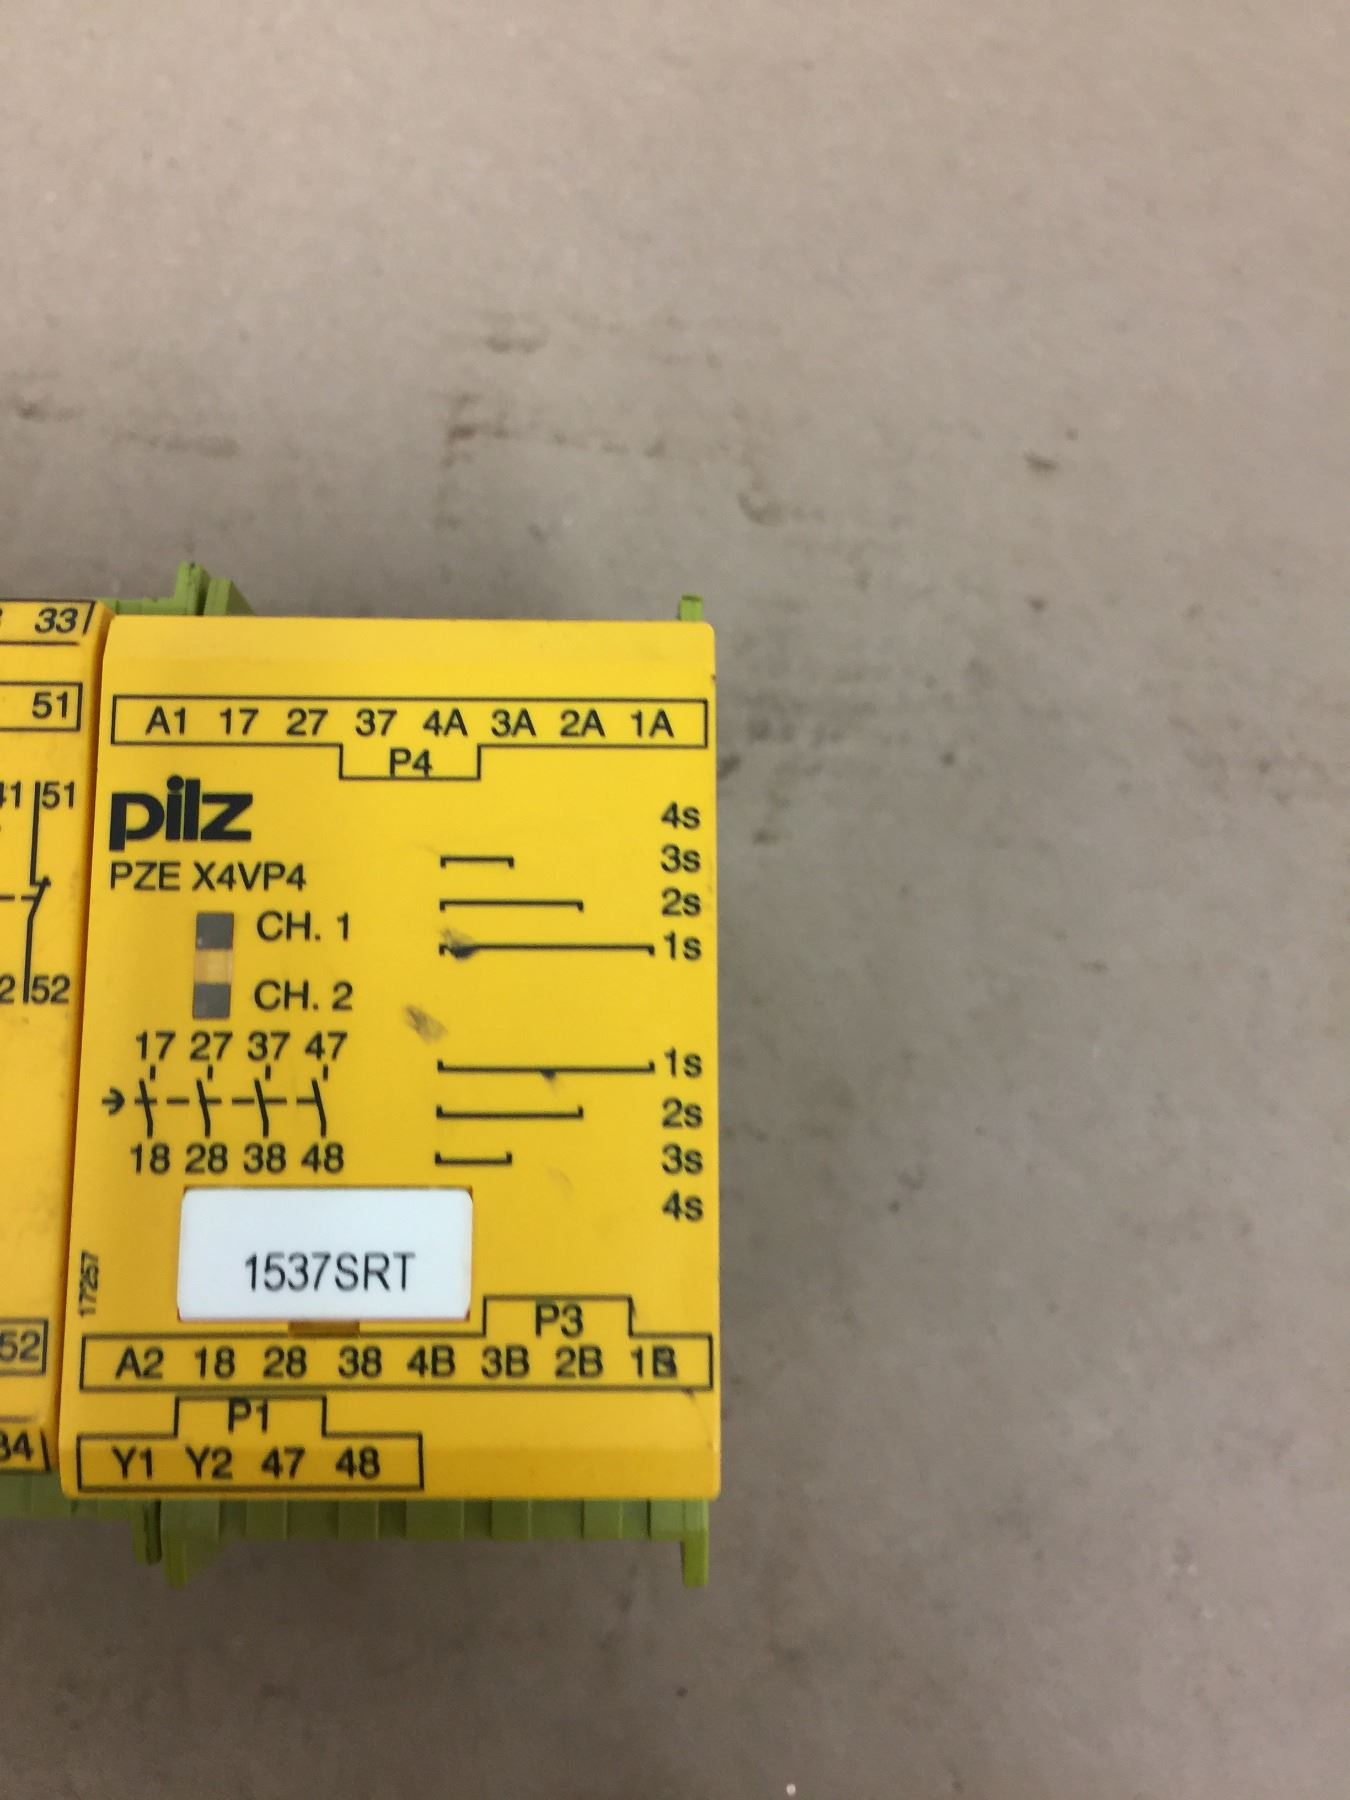 33
51
51
52
52
34
A1 17 27 37 4A 3A 2A 1A
P4
pilz
PZE X4VP4
CH. 1
CH. 2
4s
3s
2s
1s
17 27 37 47
18 28 38 48
1s
2s
3s
4s
1537SRT
17257
P3
A2 18 28 38 4B 3B 2B 1B
P1
Y1 Y2 47 48